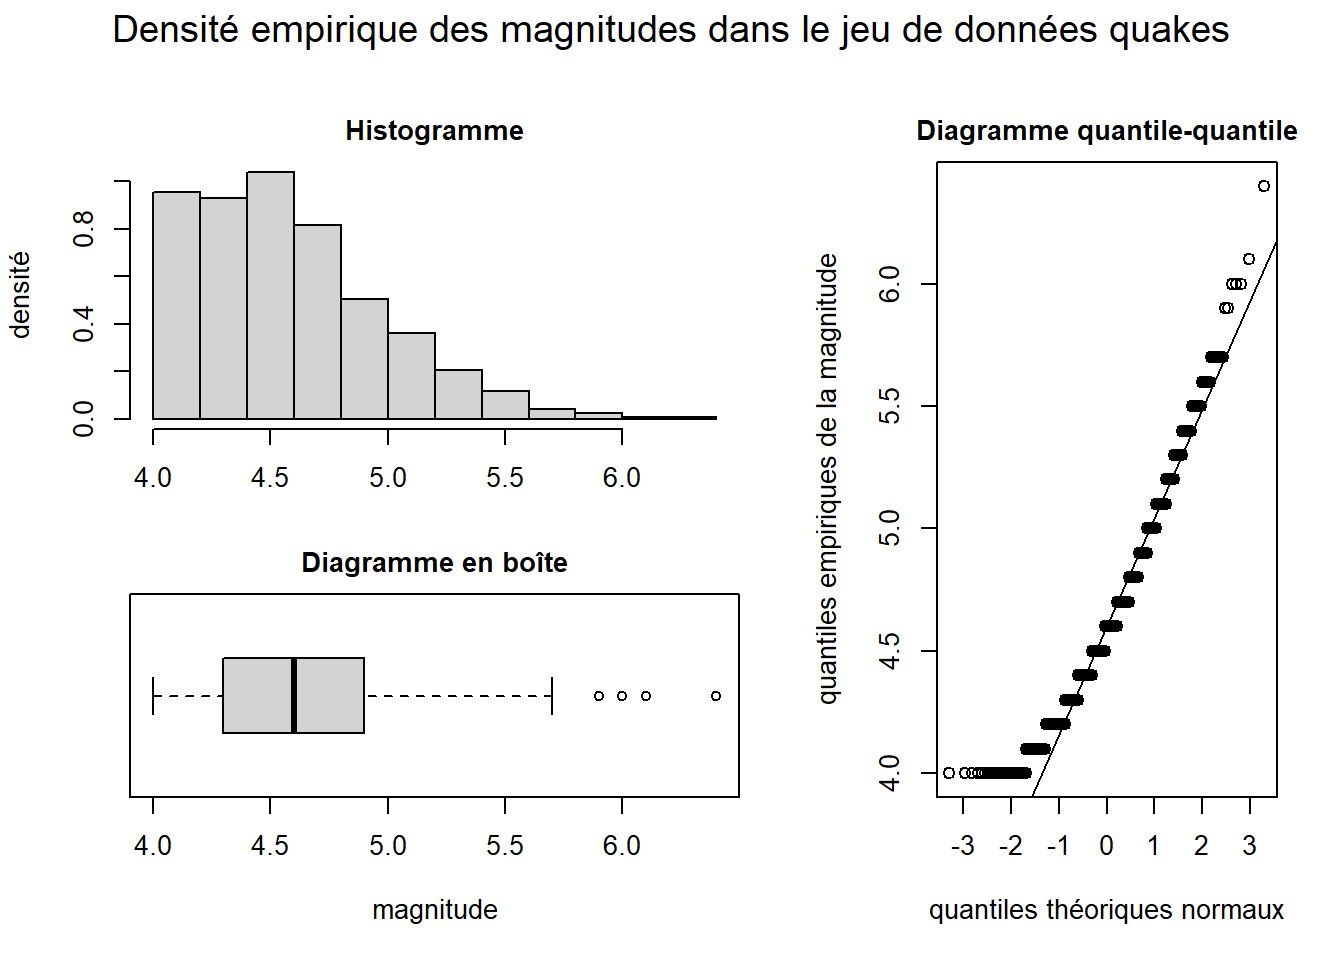 Densité empirique des magnitudes dans le jeu de données quakes
Histogramme
densité
0.0 0.4 0.8
4.0 4.5 5.0 5.5 6.0
Diagramme en boîte
4.0 4.5 5.0 5.5 6.0
magnitude
Diagramme quantile-quantile
quantiles empiriques de la magnitude
4.0 4.5 5.0 5.5 6.0
-3 -2 -1 0 1 2 3
quantiles théoriques normaux